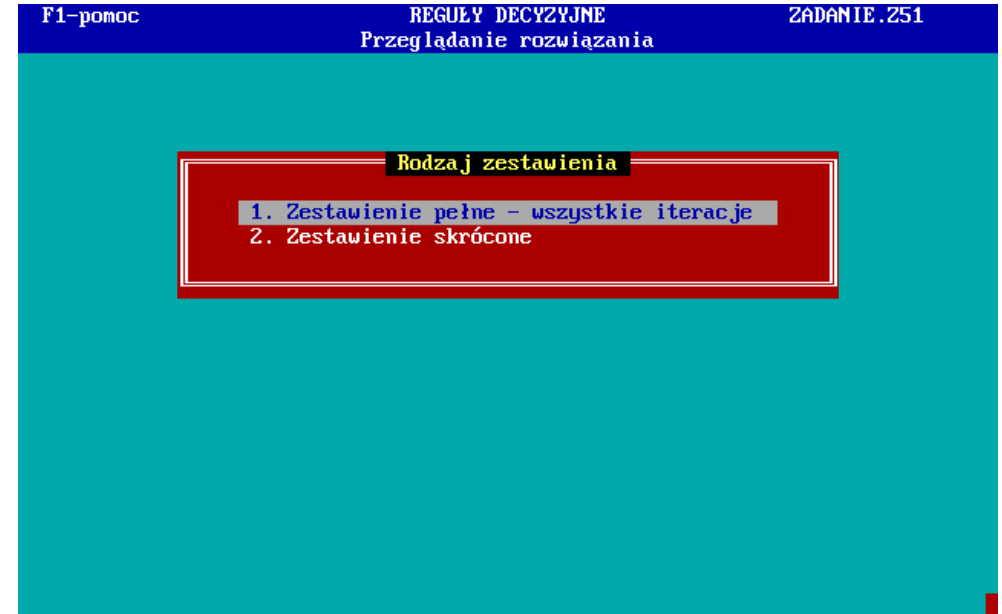 F1-pomoc REGUŁY DECYZYJNE ZADANIE.Z51
Przeglądanie rozwiązania
Rodzaj zestawienia
1. Zestawienie pełne - wszystkie iteracje
2. Zestawienie skrócone